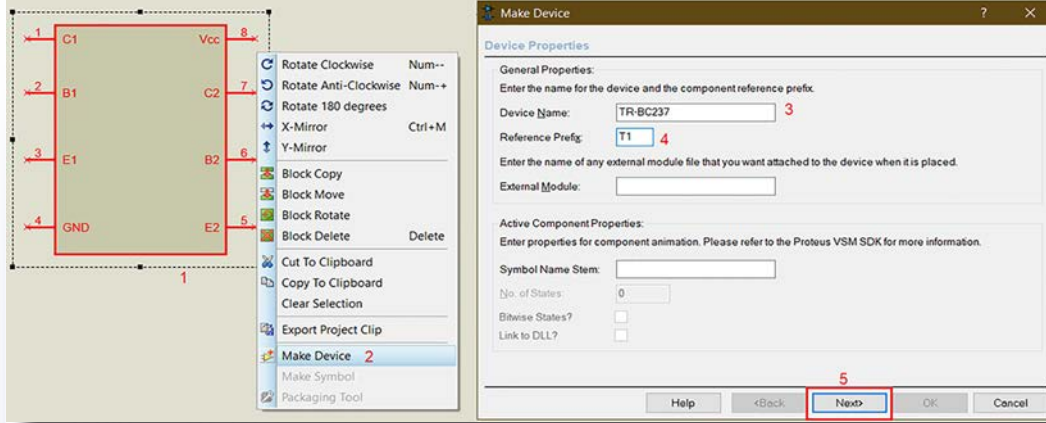 1 C1 Vcc 8
2 B1 C2 7
3 E1 B2 6
4 GND E2 5
1
Rotate Clockwise Num--
Rotate Anti-Clockwise Num-+
Rotate 180 degrees
X-Mirror Ctrl+M
Y-Mirror
Block Copy
Block Move
Block Rotate
Block Delete Delete
Cut To Clipboard
Copy To Clipboard
Clear Selection
Export Project Clip
Make Device 2
Make Symbol
Packaging Tool
Make Device ? ×
Device Properties
General Properties:
Enter the name for the device and the component reference prefix.
Device Name: TR-BC237 3
Reference Prefix: T1 4
Enter the name of any external module file that you want attached to the device when it is placed.
External Module:
Active Component Properties:
Enter properties for component animation. Please refer to the Proteus VSM SDK for more information.
Symbol Name Stem:
No. of States: 0
Bitwise States?
Link to DLL?
5
Help <Back Next> OK Cancel